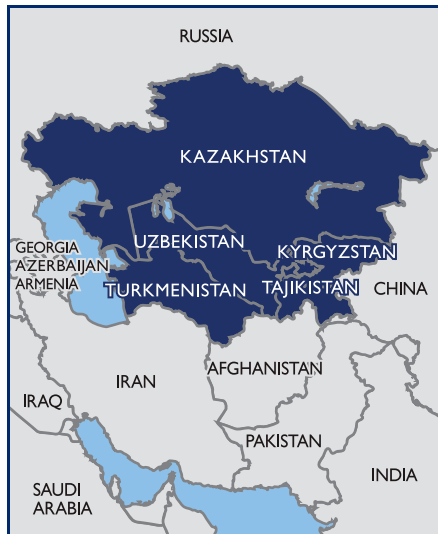 RUSSIA
KAZAKHSTAN
UZBEKISTAN
KYRGYZSTAN
GEORGIA
AZERBAIJAN
ARMENIA
TURKMENISTAN
TAJIKISTAN
CHINA
IRAN
AFGHANISTAN
IRAQ
PAKISTAN
INDIA
SAUDI
ARABIA